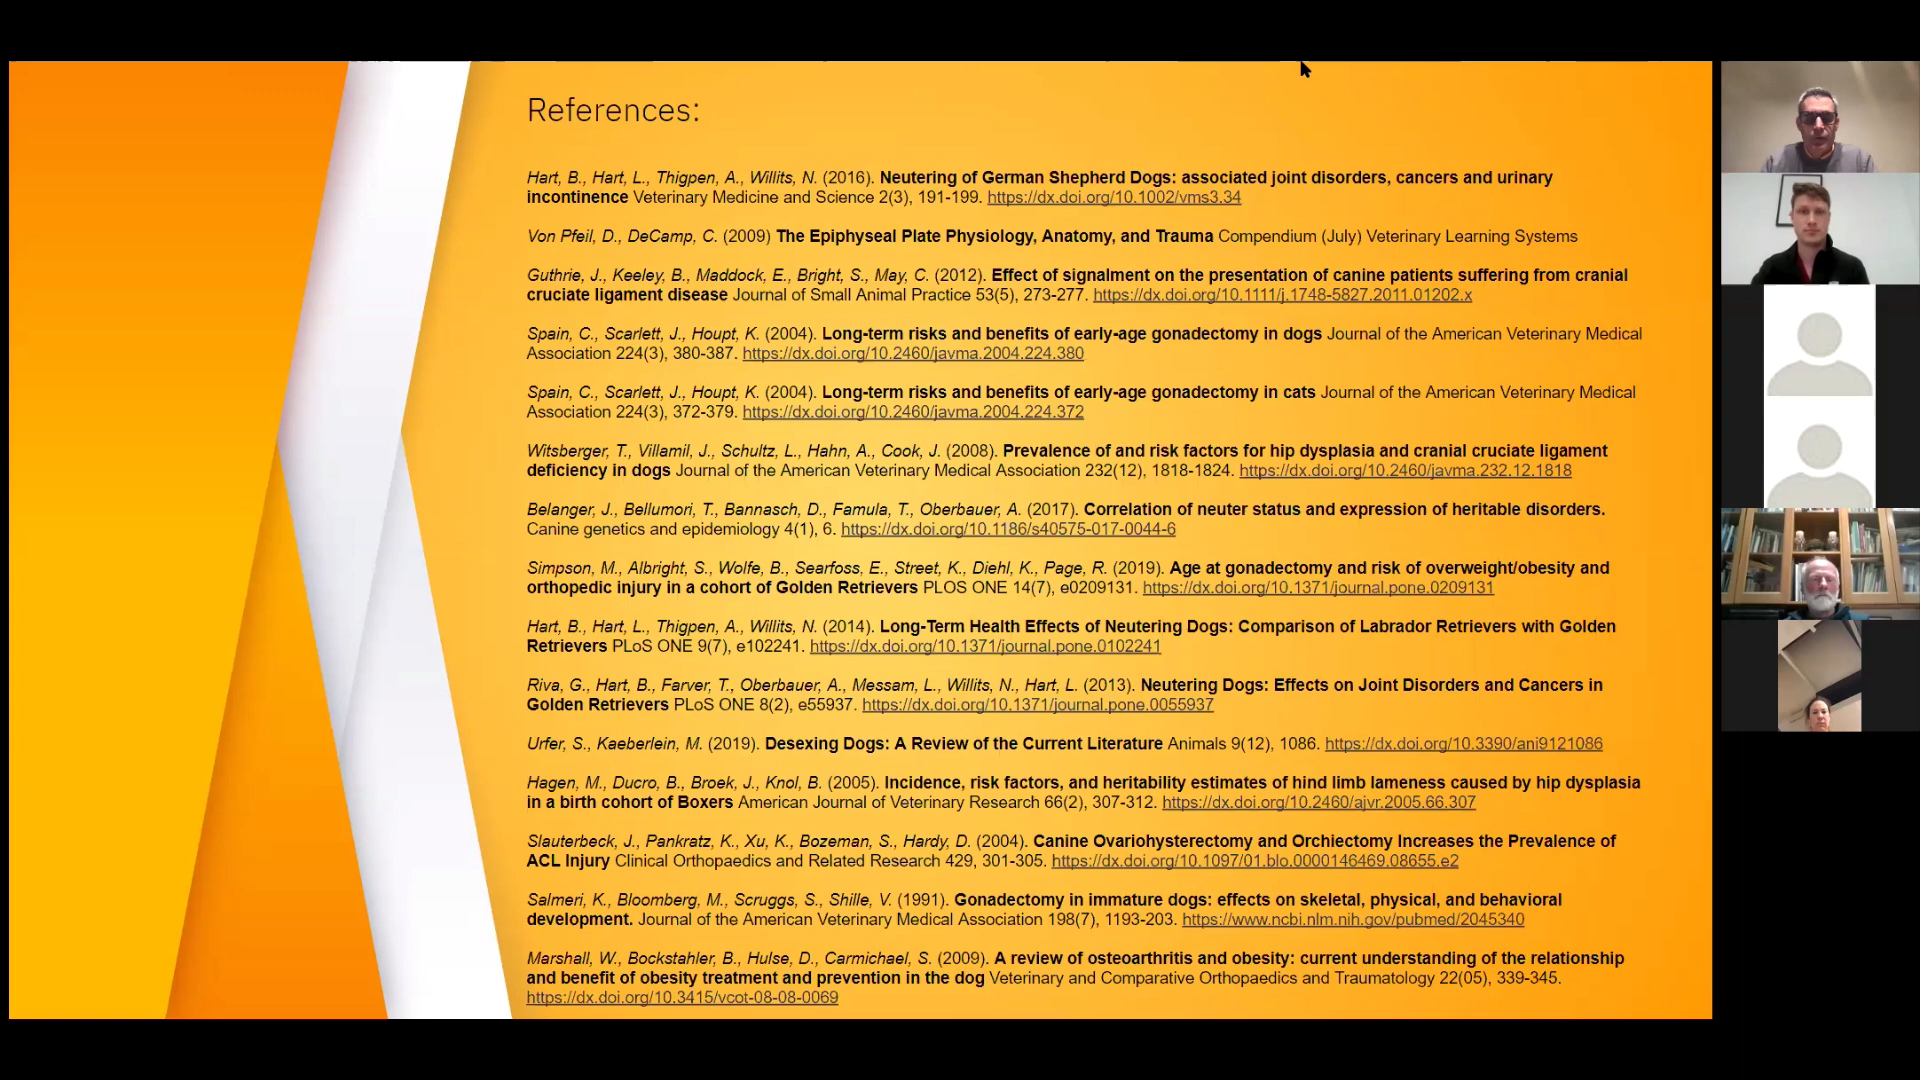 References:
Hart, B., Hart, L., Thigpen, A., Willits, N. (2016). Neutering of German Shepherd Dogs: associated joint disorders, cancers and urinary
incontinence Veterinary Medicine and Science 2(3), 191-199. https://dx.doi.org/10.1002/vms3.34
Von Pfeil, D., DeCamp, C. (2009) The Epiphyseal Plate Physiology, Anatomy, and Trauma Compendium (July) Veterinary Learning Systems
Guthrie, J., Keeley, B., Maddock, E., Bright, S., May, C. (2012). Effect of signalment on the presentation of canine patients suffering from cranial
cruciate ligament disease Journal of Small Animal Practice 53(5), 273-277. https://dx.doi.org/10.1111/j.1748-5827.2011.01202.x
Spain, C., Scarlett, J., Houpt, K. (2004). Long-term risks and benefits of early-age gonadectomy in dogs Journal of the American Veterinary Medical
Association 224(3), 380-387. https://dx.doi.org/10.2460/javma.2004.224.380
Spain, C., Scarlett, J., Houpt, K. (2004). Long-term risks and benefits of early-age gonadectomy in cats Journal of the American Veterinary Medical
Association 224(3), 372-379. https://dx.doi.org/10.2460/javma.2004.224.372
Witsberger, T., Villamil, J., Schultz, L., Hahn, A., Cook, J. (2008). Prevalence of and risk factors for hip dysplasia and cranial cruciate ligament
deficiency in dogs Journal of the American Veterinary Medical Association 232(12), 1818-1824. https://dx.doi.org/10.2460/javma.232.12.1818
Belanger, J., Bellumori, T., Bannasch, D., Famula, T., Oberbauer, A. (2017). Correlation of neuter status and expression of heritable disorders.
Canine genetics and epidemiology 4(1), 6. https://dx.doi.org/10.1186/s40575-017-0044-6
Simpson, M., Albright, S., Wolfe, B., Searfoss, E., Street, K., Diehl, K., Page, R. (2019). Age at gonadectomy and risk of overweight/obesity and
orthopedic injury in a cohort of Golden Retrievers PLOS ONE 14(7), e0209131. https://dx.doi.org/10.1371/journal.pone.0209131
Hart, B., Hart, L., Thigpen, A., Willits, N. (2014). Long-Term Health Effects of Neutering Dogs: Comparison of Labrador Retrievers with Golden
Retrievers PLoS ONE 9(7), e102241. https://dx.doi.org/10.1371/journal.pone.0102241
Riva, G., Hart, B., Farver, T., Oberbauer, A., Messam, L., Willits, N., Hart, L. (2013). Neutering Dogs: Effects on Joint Disorders and Cancers in
Golden Retrievers PLoS ONE 8(2), e55937. https://dx.doi.org/10.1371/journal.pone.0055937
Urfer, S., Kaeberlein, M. (2019). Desexing Dogs: A Review of the Current Literature Animals 9(12), 1086. https://dx.doi.org/10.3390/ani9121086
Hagen, M., Ducro, B., Broek, J., Knol, B. (2005). Incidence, risk factors, and heritability estimates of hind limb lameness caused by hip dysplasia
in a birth cohort of Boxers American Journal of Veterinary Research 66(2), 307-312. https://dx.doi.org/10.2460/ajvr.2005.66.307
Slauterbeck, J., Pankratz, K., Xu, K., Bozeman, S., Hardy, D. (2004). Canine Ovariohysterectomy and Orchiectomy Increases the Prevalence of
ACL Injury Clinical Orthopaedics and Related Research 429, 301-305. https://dx.doi.org/10.1097/01.blo.0000146469.08655.e2
Salmeri, K., Bloomberg, M., Scruggs, S., Shille, V. (1991). Gonadectomy in immature dogs: effects on skeletal, physical, and behavioral
development. Journal of the American Veterinary Medical Association 198(7), 1193-203. https://www.ncbi.nlm.nih.gov/pubmed/2045340
Marshall, W., Bockstahler, B., Hulse, D., Carmichael, S. (2009). A review of osteoarthritis and obesity: current understanding of the relationship
and benefit of obesity treatment and prevention in the dog Veterinary and Comparative Orthopaedics and Traumatology 22(05), 339-345.
https://dx.doi.org/10.3415/vcot-08-08-0069